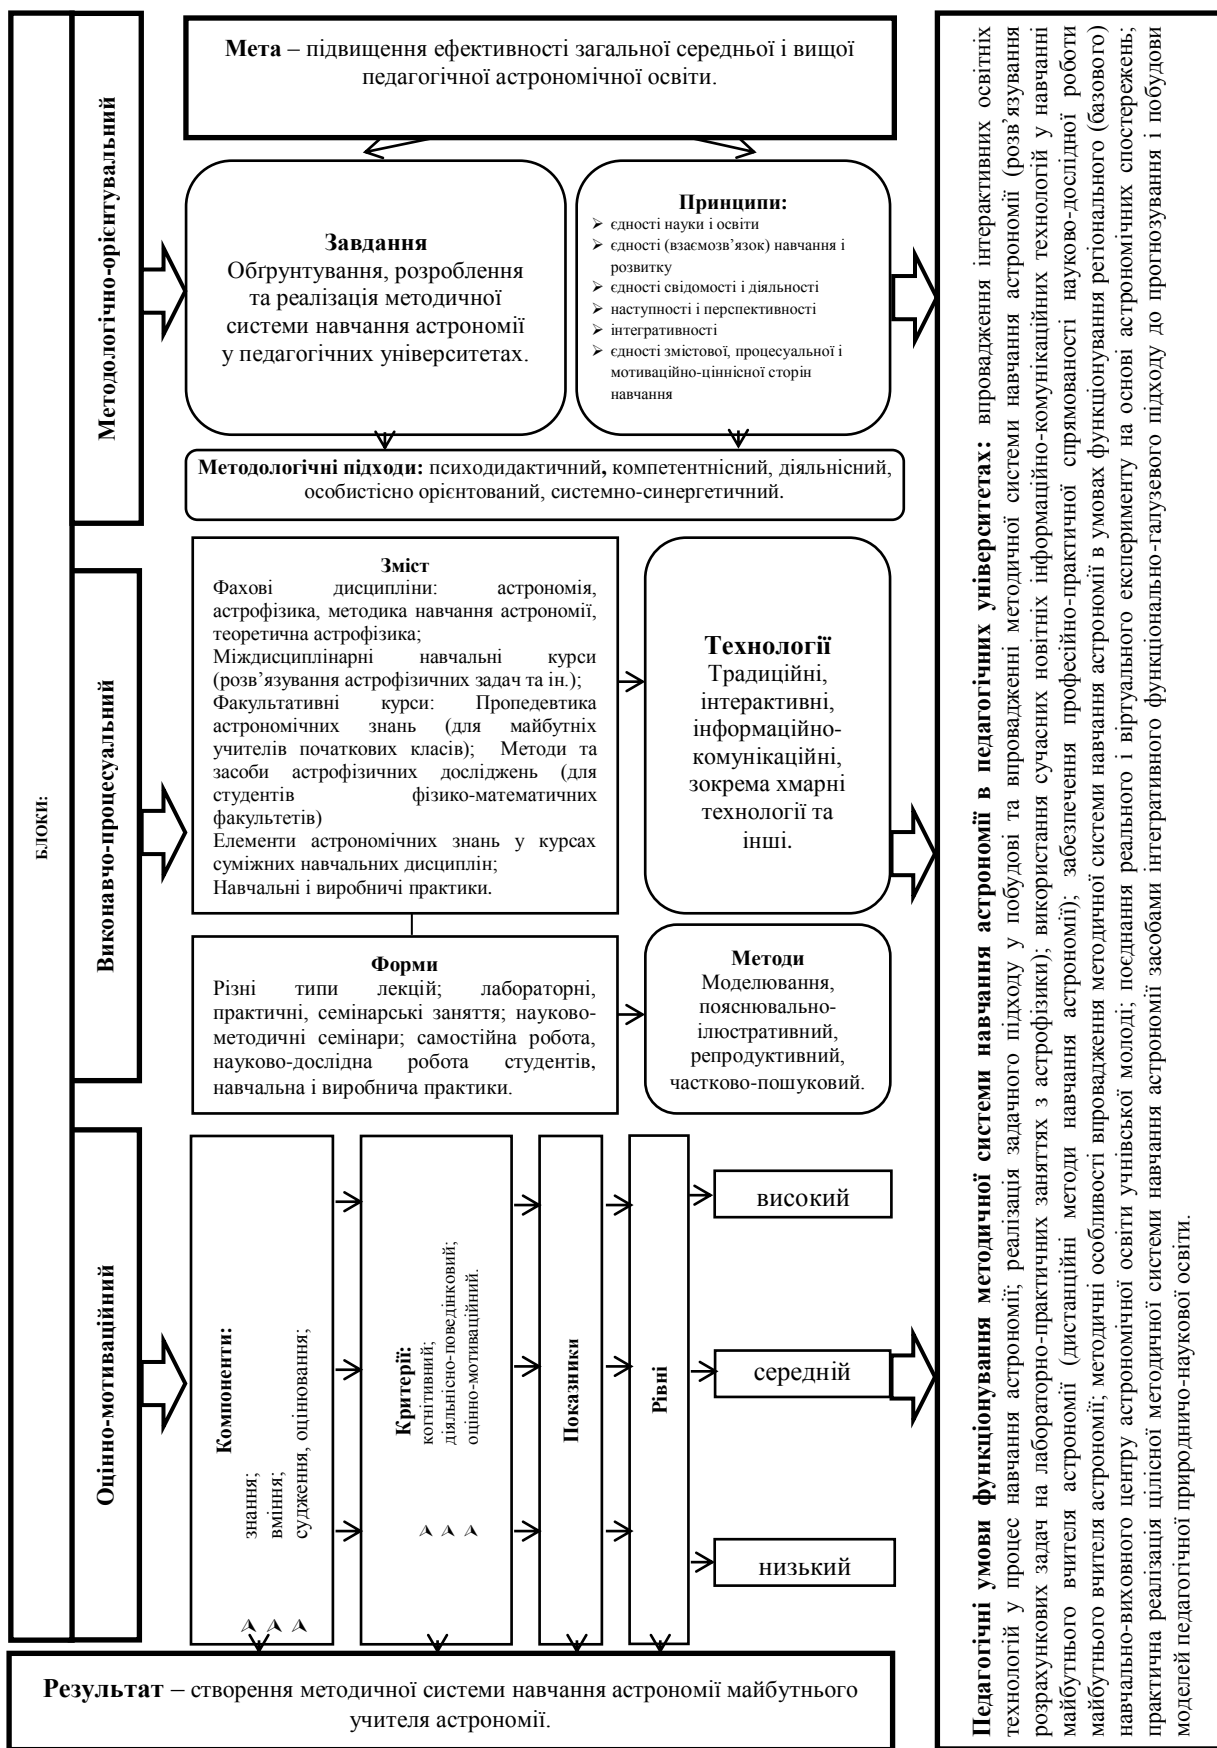 БЛОКИ:
Методологічно-орієнтувальний
Мета – підвищення ефективності загальної середньої і вищої
педагогічної астрономічної освіти.
Завдання
Обґрунтування, розроблення
та реалізація методичної
системи навчання астрономії
у педагогічних університетах.
Принципи:
➢ єдності науки і освіти
➢ єдності (взаємозв’язок) навчання і
розвитку
➢ єдності свідомості і діяльності
➢ наступності і перспективності
➢ інтегративності
➢ єдності змістової, процесуальної і
мотиваційно-ціннісної сторін
навчання
Методологічні підходи: психодидактичний, компетентнісний, діяльнісний,
особистісно орієнтований, системно-синергетичний.
Виконавчо-процесуальний
Зміст
Фахові дисципліни: астрономія,
астрофізика, методика навчання астрономії,
теоретична астрофізика;
Міждисциплінарні навчальні курси
(розв’язування астрофізичних задач та ін.);
Факультативні курси: Пропедевтика
астрономічних знань (для майбутніх
учителів початкових класів); Методи та
засоби астрофізичних досліджень (для
студентів фізико-математичних
факультетів)
Елементи астрономічних знань у курсах
суміжних навчальних дисциплін;
Навчальні і виробничі практики.
Технології
Традиційні,
інтерактивні,
інформаційно-
комунікаційні,
зокрема хмарні
технології та
інші.
Форми
Різні типи лекцій; лабораторні,
практичні, семінарські заняття; науково-
методичні семінари; самостійна робота,
науково-дослідна робота студентів,
навчальна і виробнича практики.
Методи
Моделювання,
пояснювально-
ілюстративний,
репродуктивний,
частково-пошуковий.
Оцінно-мотиваційний
Компоненти:
➢ знання;
➢ вміння;
➢ судження, оцінювання;
Критерії:
➢ когнітивний;
➢ діяльнісно-поведінковий;
➢ оцінно-мотиваційний.
Показники
Рівні
високий
середній
низький
Результат – створення методичної системи навчання астрономії майбутнього
учителя астрономії.
Педагогічні умови функціонування методичної системи навчання астрономії в педагогічних університетах: впровадження інтерактивних освітніх
технологій у процес навчання астрономії; реалізація задачного підходу у побудові та впровадженні методичної системи навчання астрономії (розв’язування
розрахункових задач на лабораторно-практичних заняттях з астрофізики); використання сучасних новітніх інформаційно-комунікаційних технологій у навчанні
майбутнього вчителя астрономії (дистанційні методи навчання астрономії); забезпечення професійно-практичної спрямованості науково-дослідної роботи
майбутнього вчителя астрономії; методичні особливості впровадження методичної системи навчання астрономії в умовах функціонування регіонального (базового)
навчально-виховного центру астрономічної освіти учнівської молоді; поєднання реального і віртуального експерименту на основі астрономічних спостережень;
практична реалізація цілісної методичної системи навчання астрономії засобами інтегративного функціонально-галузевого підходу до прогнозування і побудови
моделей педагогічної природничо-наукової освіти.